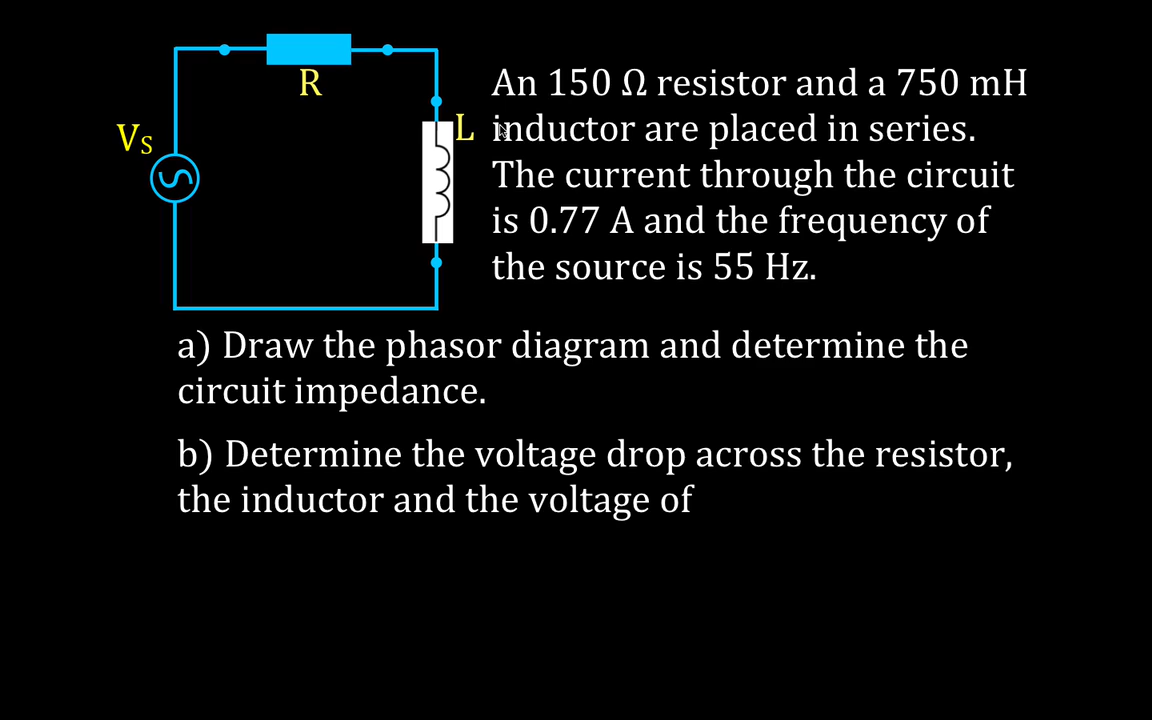 R
An 150 Ω resistor and a 750 mH
L inductor are placed in series.
V_S
The current through the circuit
is 0.77 A and the frequency of
the source is 55 Hz.
a) Draw the phasor diagram and determine the
circuit impedance.
b) Determine the voltage drop across the resistor,
the inductor and the voltage of